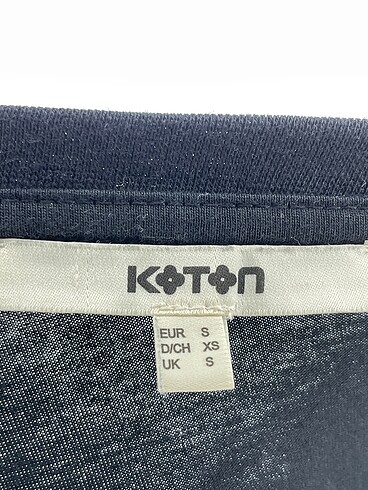 KOTON
EUR S
D/CH XS
UK S